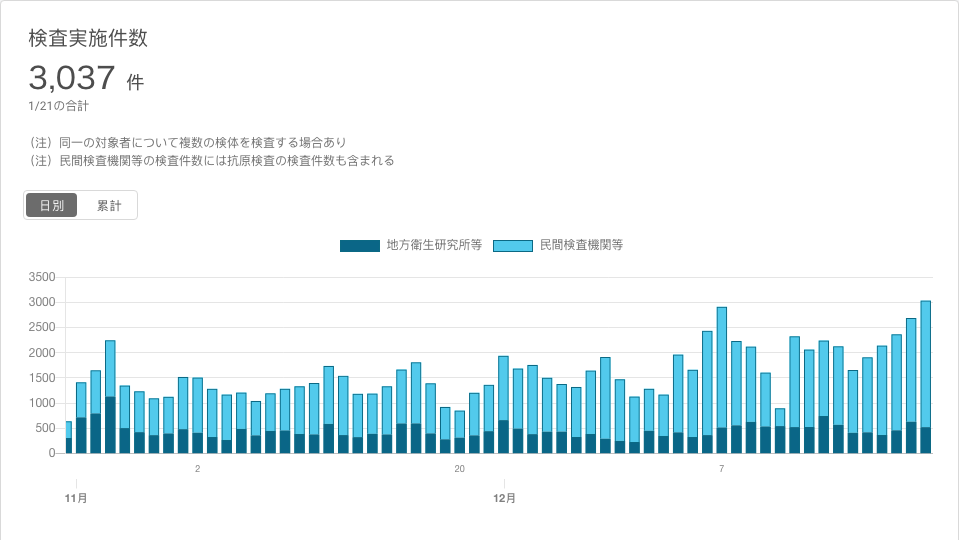 検査実施件数
3,037 件
1/21の合計
（注）同一の対象者について複数の検体を検査する場合あり
（注）民間検査機関等の検査件数には抗原検査の検査件数も含まれる
日別 累計
地方衛生研究所等 民間検査機関等
3500
3000
2500
2000
1500
1000
500
0
2 20 7
11月 12月